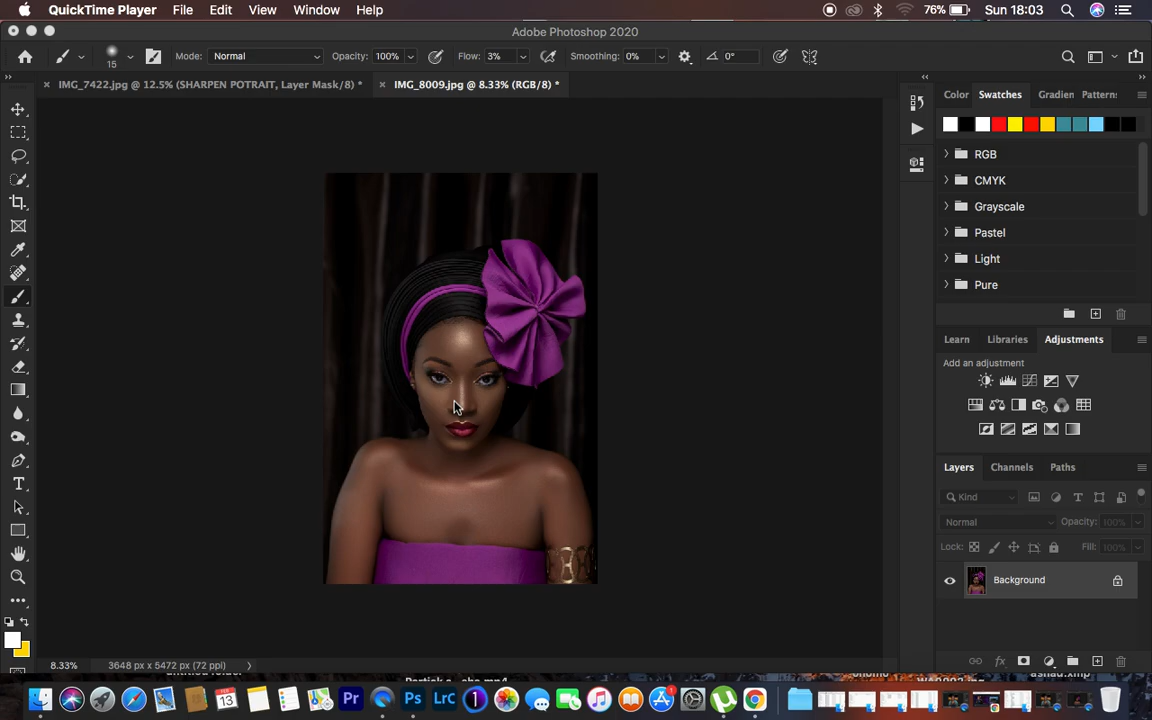 QuickTime Player File Edit View Window Help 76% Sun 18:03
Adobe Photoshop 2020
15 Mode: Normal Opacity: 100% Flow: 3% Smoothing: 0% 0°
IMG_7422.jpg @ 12.5% (SHARPEN POTRAIT, Layer Mask/8) * IMG_8009.jpg @ 8.33% (RGB/8) *
Color Swatches Gradien Pattern:
RGB
CMYK
Grayscale
Pastel
Light
Pure
Learn Libraries Adjustments
Add an adjustment
Layers Channels Paths
Kind
Normal Opacity: 100%
Lock: Fill: 100%
Background
8.33% 3648 px x 5472 px (72 ppi)
Pr Ps LrC